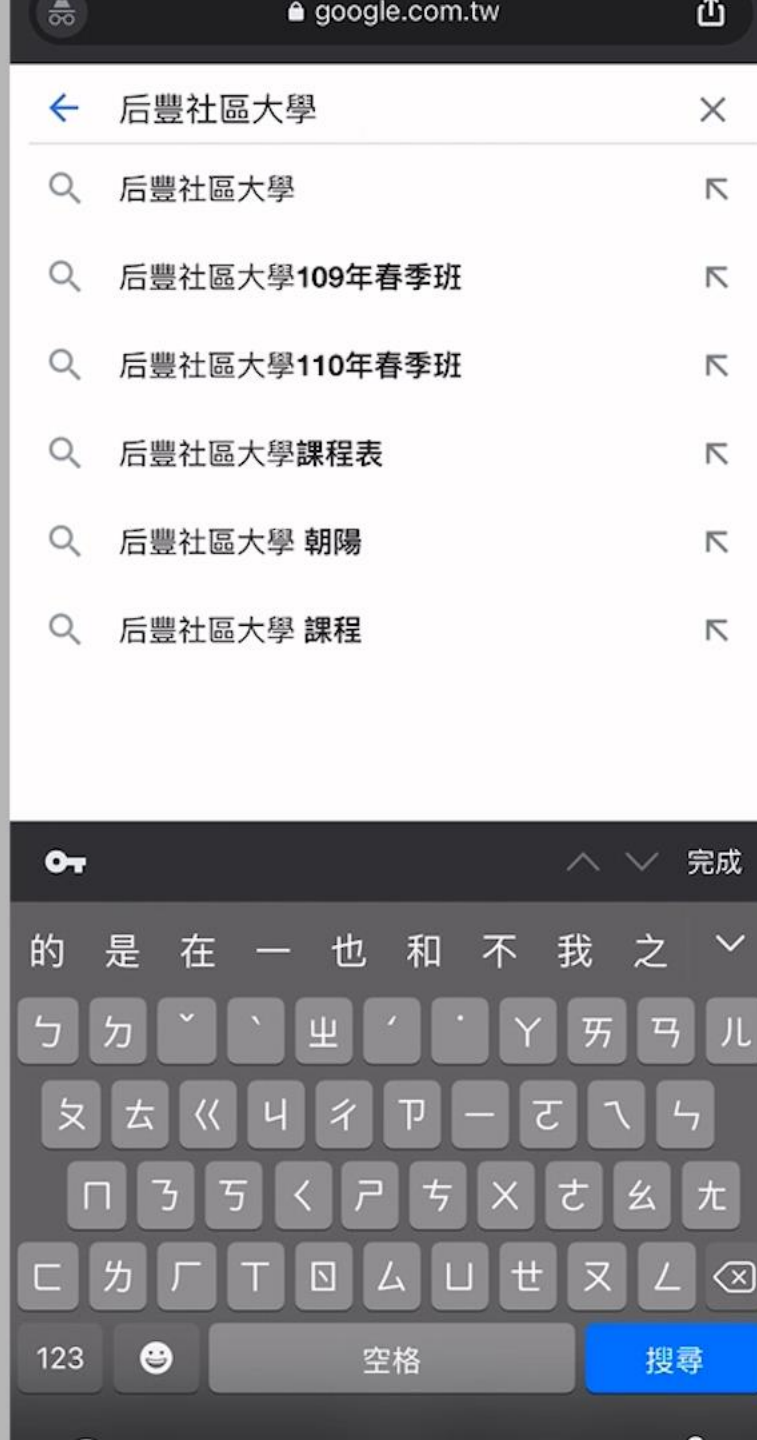 google.com.tw
后豐社區大學
后豐社區大學
后豐社區大學109年春季班
后豐社區大學110年春季班
后豐社區大學課程表
后豐社區大學 朝陽
后豐社區大學 課程
完成
的 是 在 一 也 和 不 我 之
ㄅ ㄉ ˇ ˋ ㄓ ˊ ˙ ㄚ ㄞ ㄢ ㄦ
ㄆ ㄊ ㄍ ㄐ ㄔ ㄗ ㄧ ㄛ ㄟ ㄣ
ㄇ ㄋ ㄎ ㄑ ㄕ ㄘ ㄨ ㄜ ㄠ ㄤ
ㄈ ㄌ ㄏ ㄒ ㄖ ㄙ ㄩ ㄝ ㄡ ㄥ
123 空格 搜尋